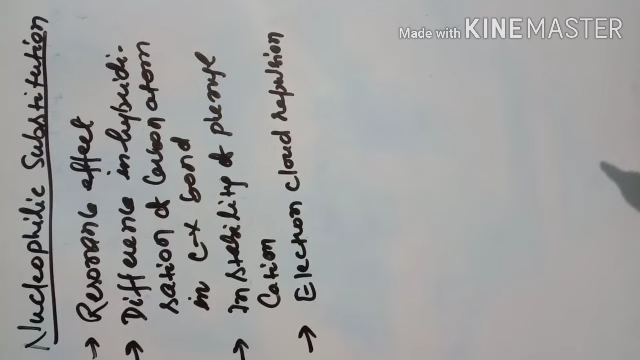 Nucleophilic Substitution
→ Resonance effect
→ Difference in hybridi-
sation of Carbon atom
in C-X bond
→ Instability of phenyl
Cation
→ Electron cloud repulsion
Made with KINEMASTER